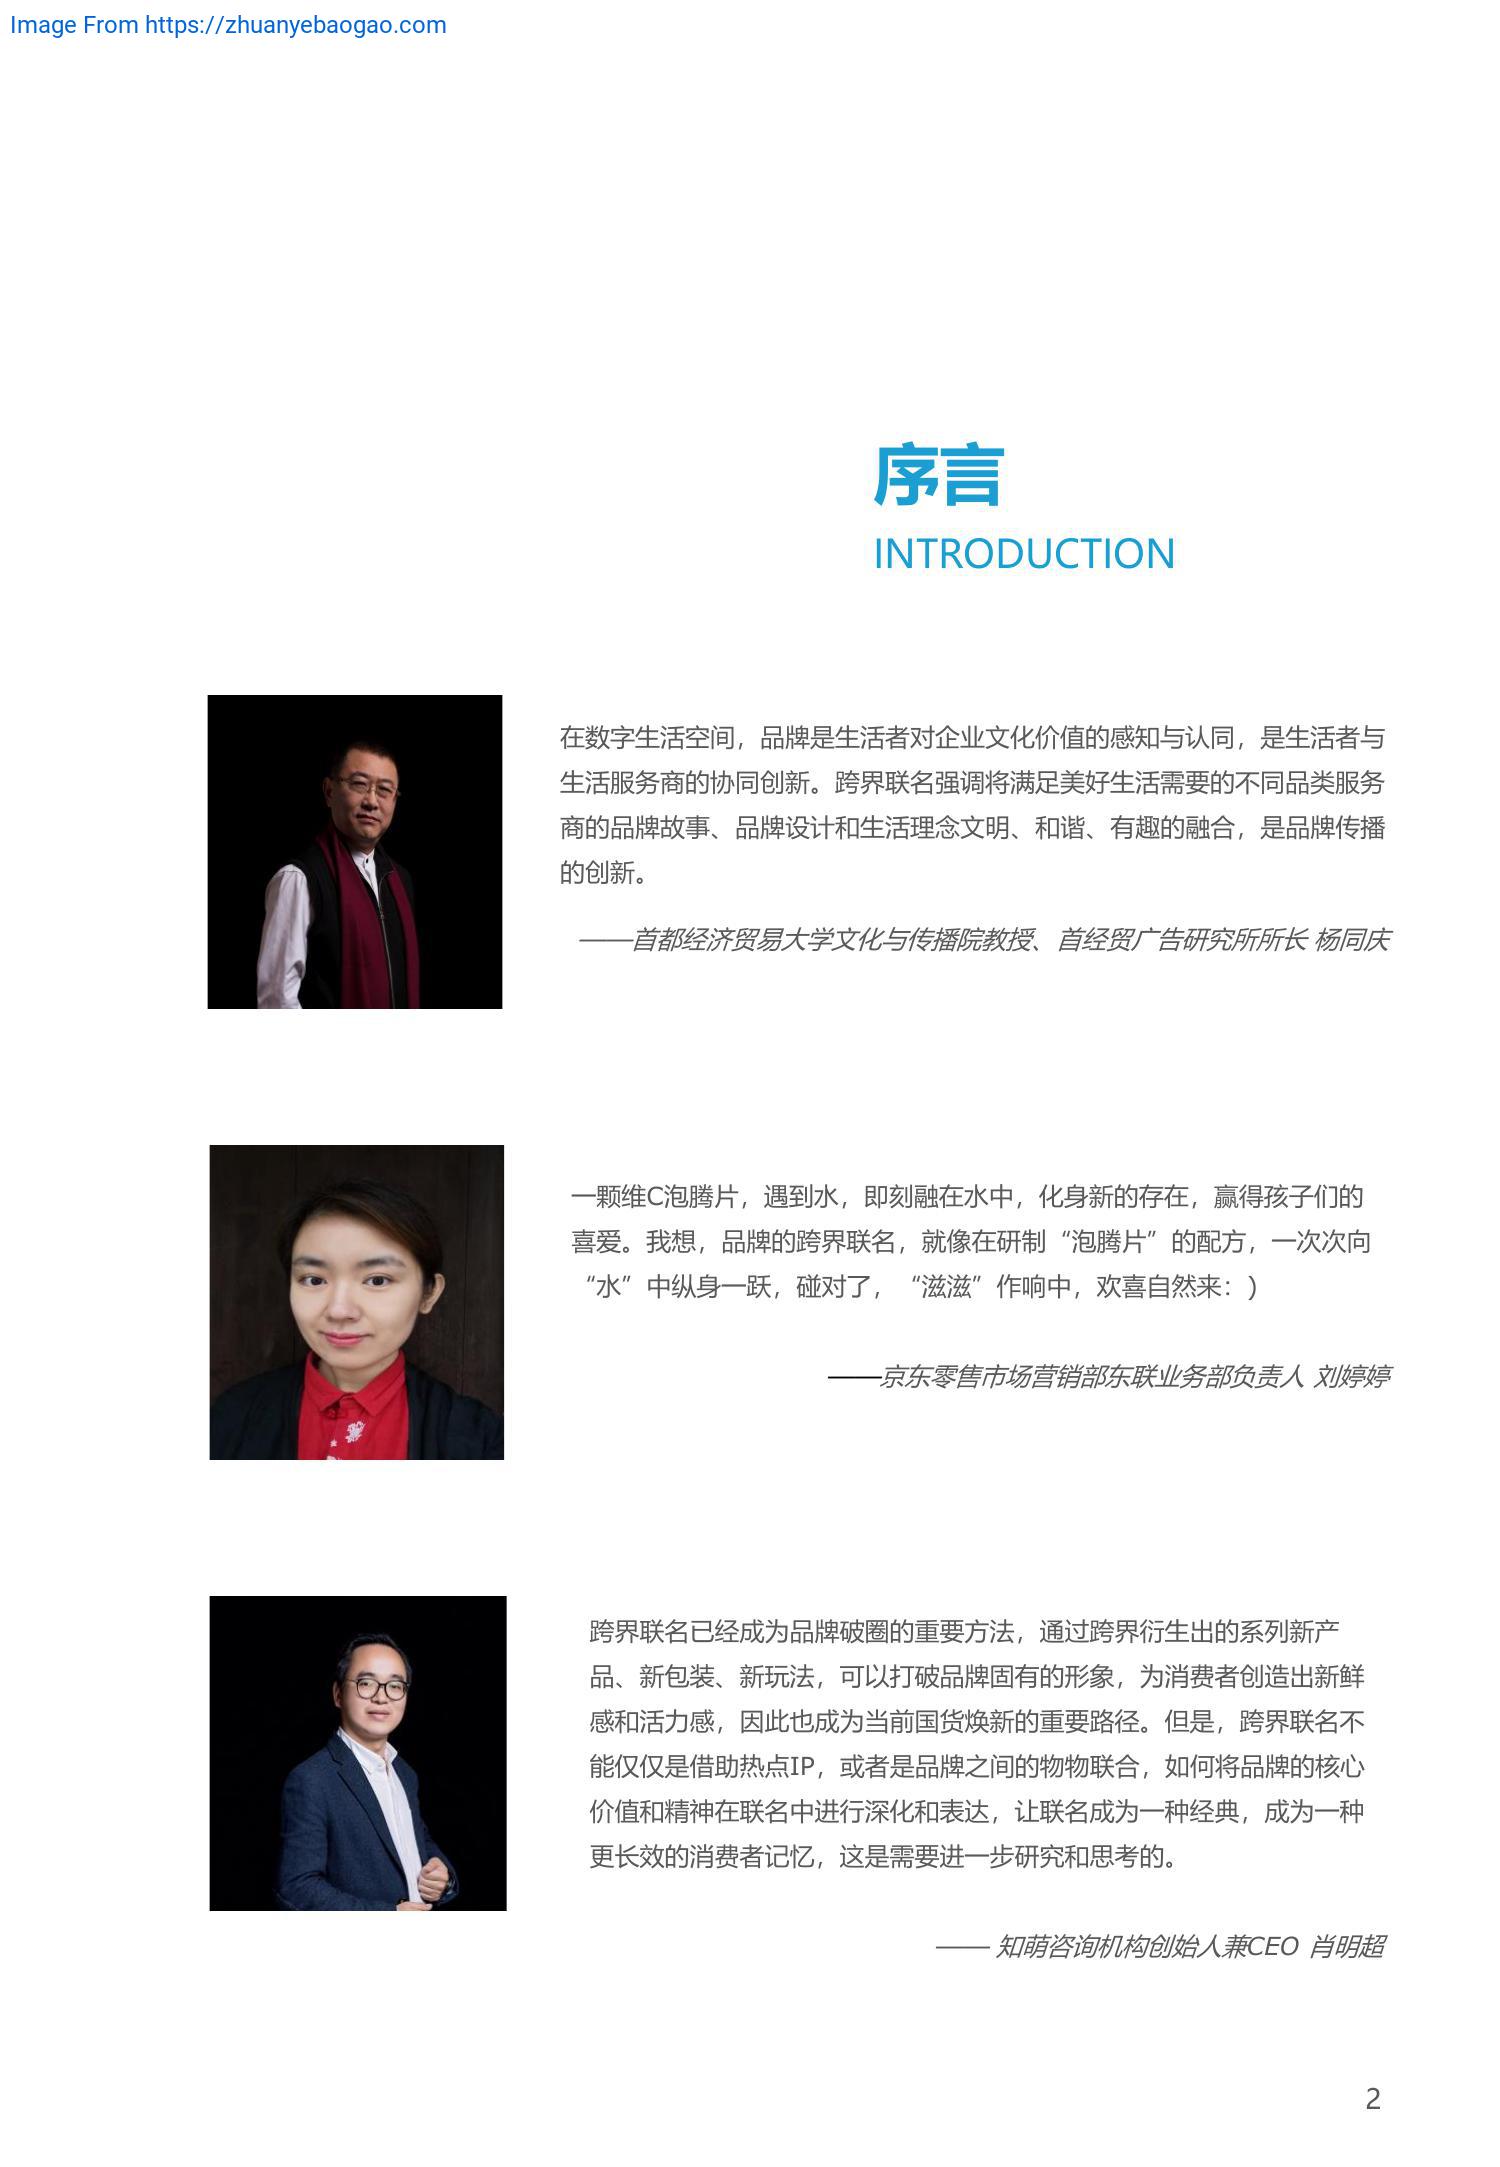 Image From https://zhuanyebaogao.com
序言
INTRODUCTION
在数字生活空间，品牌是生活者对企业文化价值的感知与认同，是生活者与
生活服务商的协同创新。跨界联名强调将满足美好生活需要的不同品类服务
商的品牌故事、品牌设计和生活理念文明、和谐、有趣的融合，是品牌传播
的创新。
——首都经济贸易大学文化与传播院教授、首经贸广告研究所所长 杨同庆
一颗维C泡腾片，遇到水，即刻融在水中，化身新的存在，赢得孩子们的
喜爱。我想，品牌的跨界联名，就像在研制“泡腾片”的配方，一次次向
“水”中纵身一跃，碰对了，“滋滋”作响中，欢喜自然来：)
——京东零售市场营销部东联业务部负责人 刘婷婷
跨界联名已经成为品牌破圈的重要方法，通过跨界衍生出的系列新产
品、新包装、新玩法，可以打破品牌固有的形象，为消费者创造出新鲜
感和活力感，因此也成为当前国货焕新的重要路径。但是，跨界联名不
能仅仅是借助热点IP，或者是品牌之间的物物联合，如何将品牌的核心
价值和精神在联名中进行深化和表达，让联名成为一种经典，成为一种
更长效的消费者记忆，这是需要进一步研究和思考的。
—— 知萌咨询机构创始人兼CEO 肖明超
2